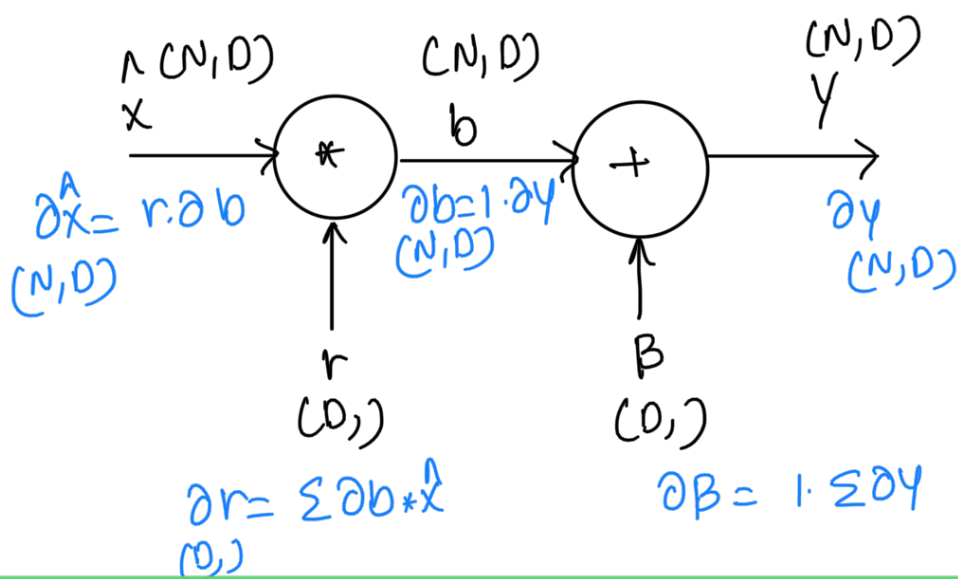 ^ (N,D)
x
(N,D)
b
(N,D)
y
*
+
∂x̂= r.∂b
(N,D)
∂b=1.∂y
(N,D)
∂y
(N,D)
r
(D,)
β
(D,)
∂r= Σ∂b*x̂
(D,)
∂β= 1.Σ∂y